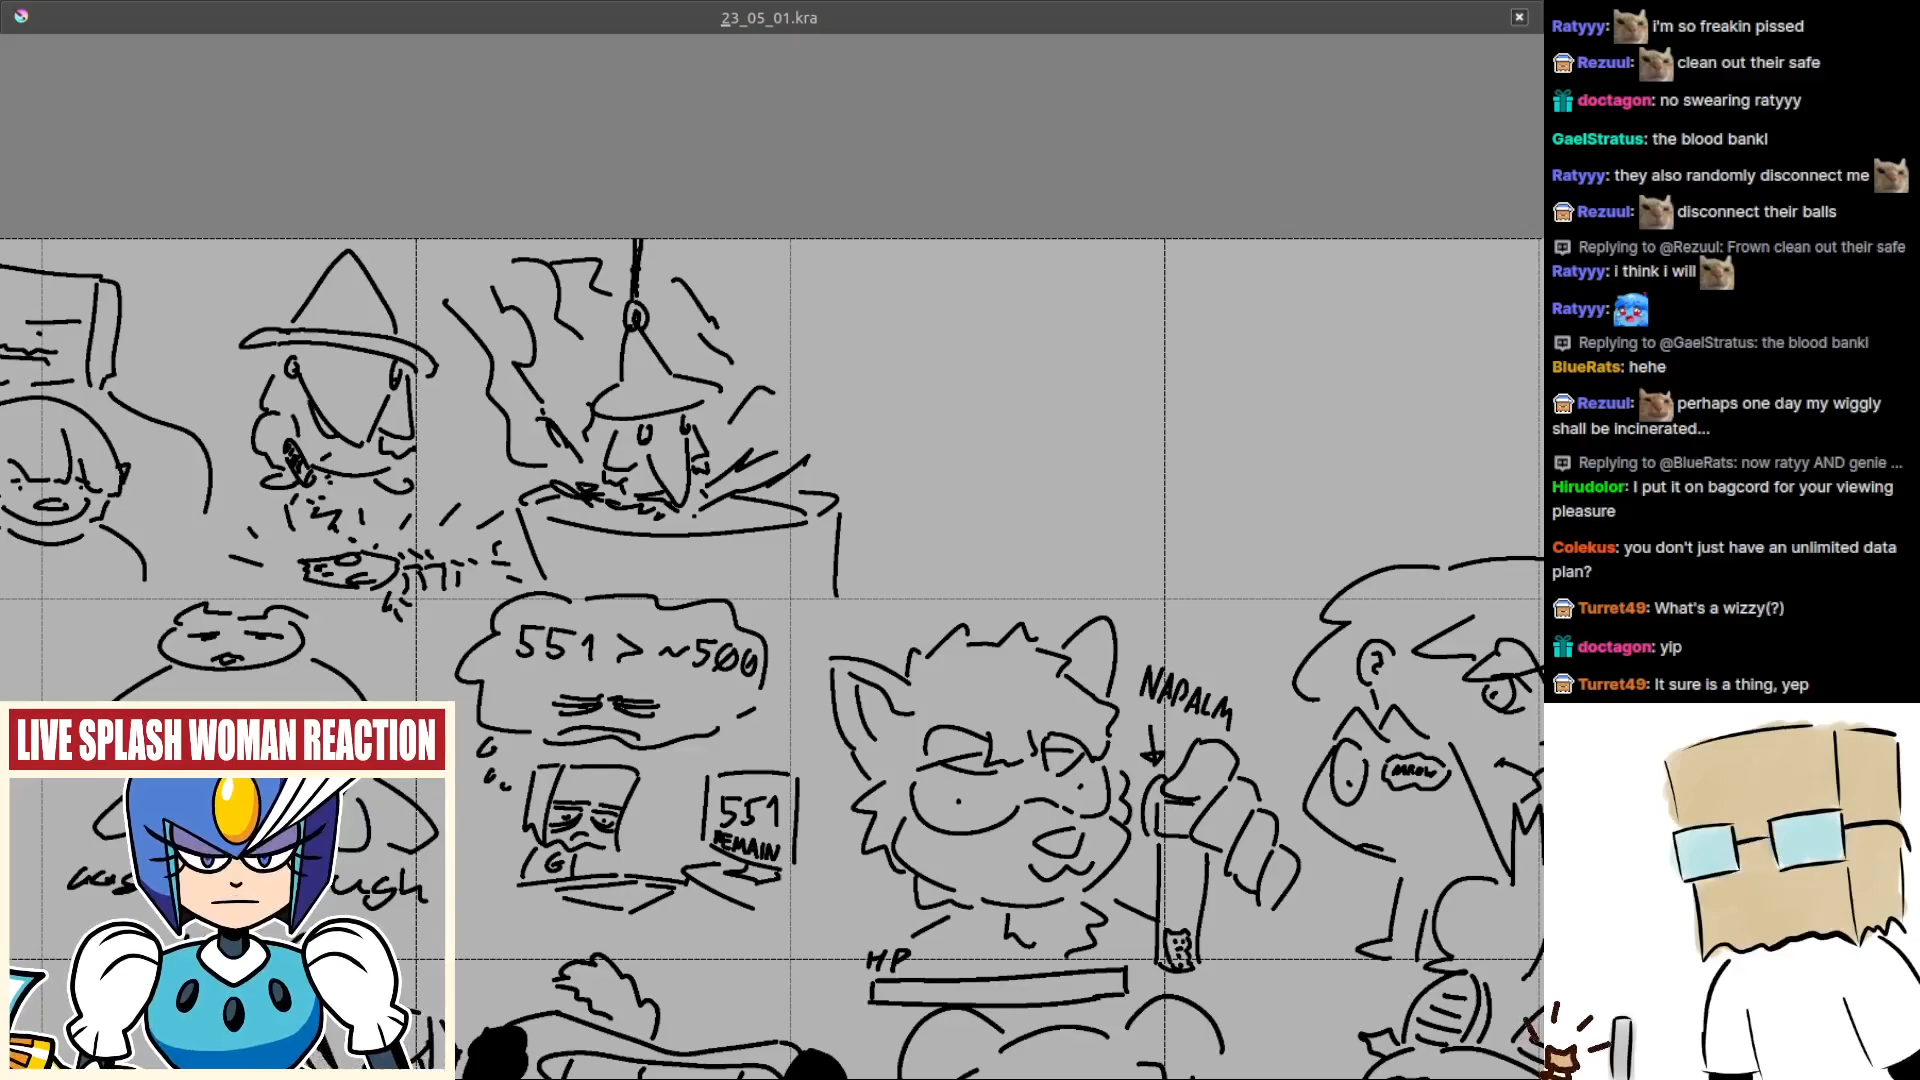 23_05_01.kra
Ratyyy: i'm so freakin pissed
Rezuul: clean out their safe
doctagon: no swearing ratyyy
GaelStratus: the blood bankl
Ratyyy: they also randomly disconnect me
Rezuul: disconnect their balls
Replying to @Rezuul: Frown clean out their safe
Ratyyy: i think i will
Ratyyy:
Replying to @GaelStratus: the blood bankl
BlueRats: hehe
Rezuul: perhaps one day my wiggly
shall be incinerated...
Replying to @BlueRats: now ratyy AND genie ...
Hirudolor: I put it on bagcord for your viewing
pleasure
Colekus: you don't just have an unlimited data
plan?
Turret49: What's a wizzy(?)
doctagon: yip
Turret49: It sure is a thing, yep
551 > ~500
NAPALM
MROW
551
REMAIN
GI
HP
LIVE SPLASH WOMAN REACTION
ugh